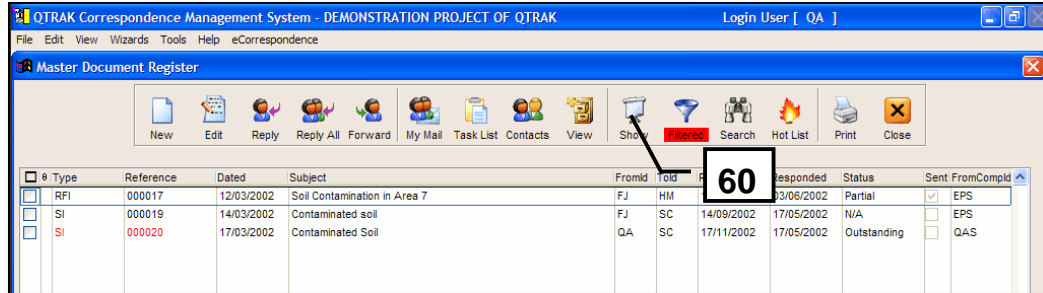 QTRAK Correspondence Management System - DEMONSTRATION PROJECT OF QTRAK Login User [ QA ]
File Edit View Wizards Tools Help eCorrespondence
Master Document Register
New Edit Reply Reply All Forward My Mail Task List Contacts View Show Filtered Search Hot List Print Close
60
Type Reference Dated Subject FromId ToId Responded Status Sent FromCompId
RFI 000017 12/03/2002 Soil Contamination in Area 7 FJ HM 03/06/2002 Partial EPS
SI 000019 14/03/2002 Contaminated soil FJ SC 14/09/2002 17/05/2002 N/A EPS
SI 000020 17/03/2002 Contaminated Soil QA SC 17/11/2002 17/05/2002 Outstanding QAS